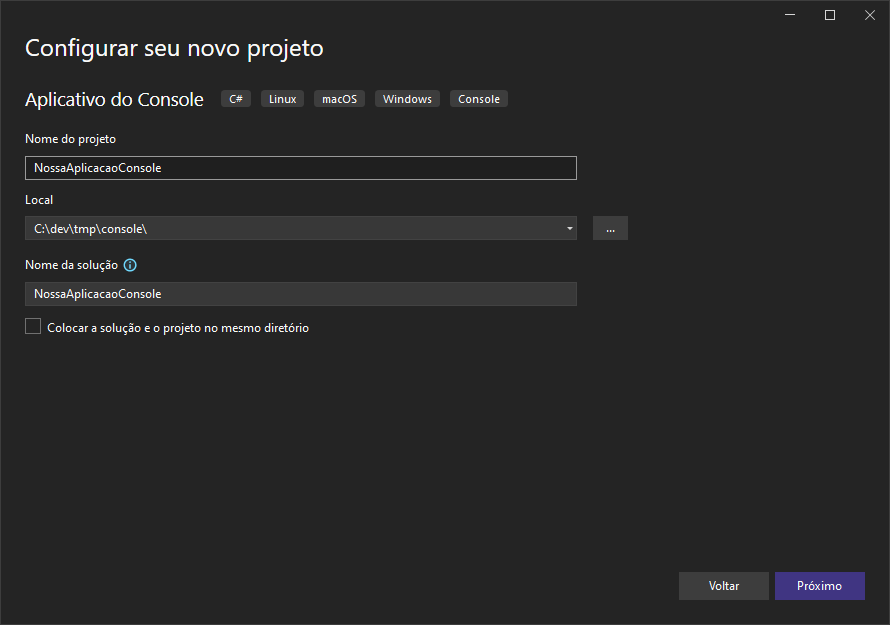 Configurar seu novo projeto
Aplicativo do Console C# Linux macOS Windows Console
Nome do projeto
NossaAplicacaoConsole
Local
C:\dev\tmp\console\ ...
Nome da solução
NossaAplicacaoConsole
Colocar a solução e o projeto no mesmo diretório
Voltar Próximo